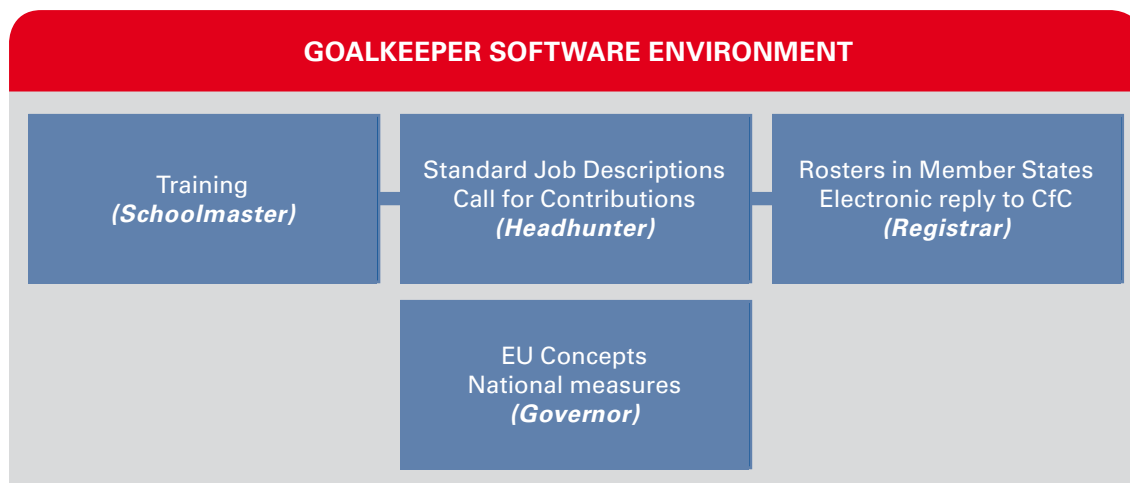 GOALKEEPER SOFTWARE ENVIRONMENT
Training
(Schoolmaster)
Standard Job Descriptions
Call for Contributions
(Headhunter)
Rosters in Member States
Electronic reply to CfC
(Registrar)
EU Concepts
National measures
(Governor)